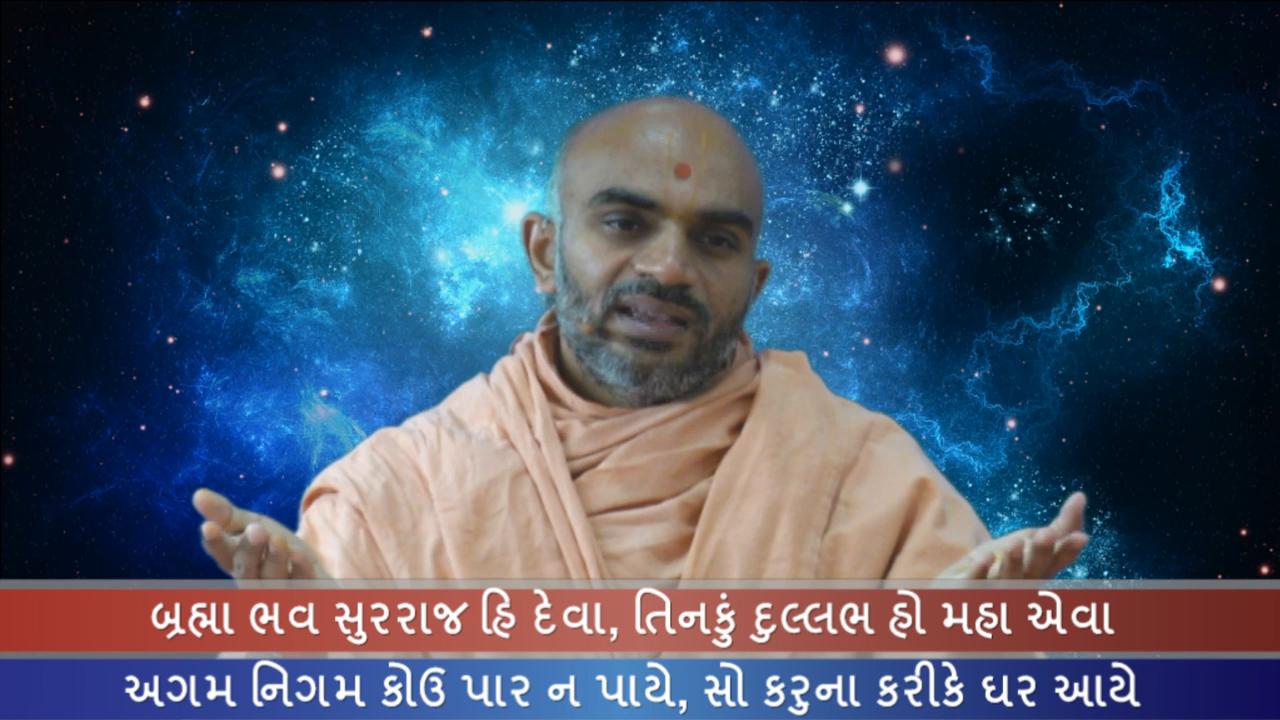 બ્રહ્મા ભવ સુરરાજ હિ દેવા, તિનકું દુલ્લભ હો મહા એવા
અગમ નિગમ કોઉ પાર ન પાયે, સો કરુના કરીકે ઘર આયે